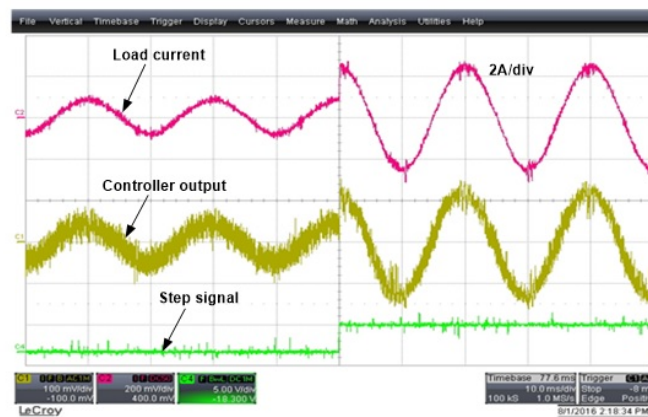 File Vertical Timebase Trigger Display Cursors Measure Math Analysis Utilities Help
Load current
2A/div
C2
Controller output
C1
Step signal
C4
C1 100 mV/div -100.0 mV
C2 200 mV/div 400.0 mV
C4 5.00 V/div -18.300 V
Timebase 77.6 ms 10.0 ms/div 100 kS 1.0 MS/s
Trigger Stop Edge
LeCroy
8/1/2016 2:18:34 PM